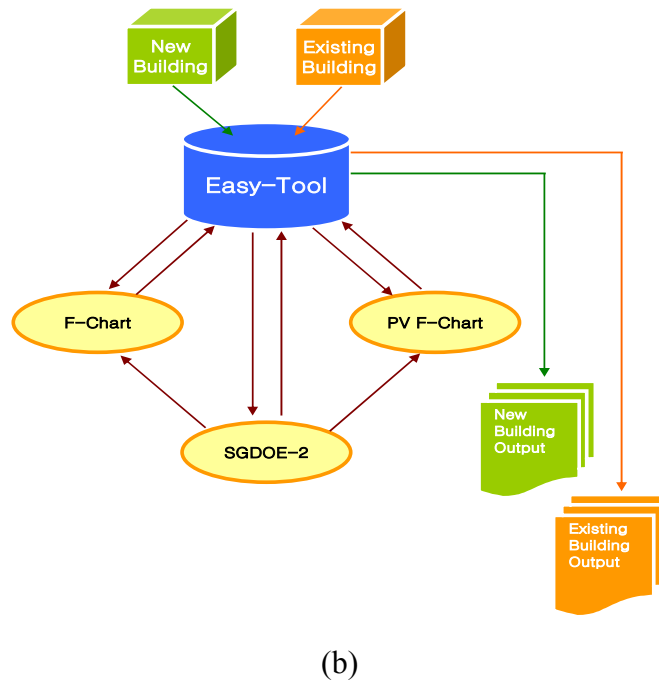 New
Building
Existing
Building
Easy-Tool
F-Chart
PV F-Chart
SGDOE-2
New
Building
Output
Existing
Building
Output
(b)